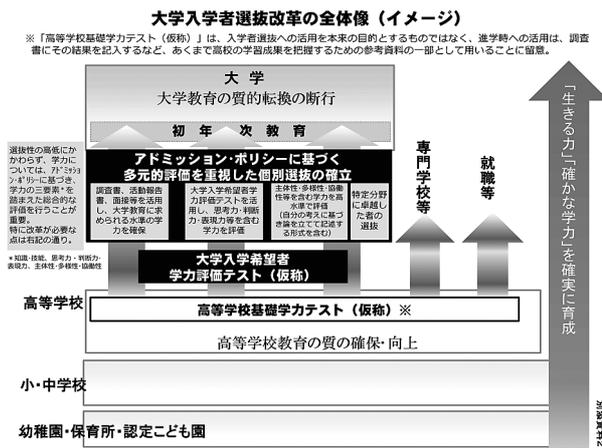 大学入学者選抜改革の全体像（イメージ）
※「高等学校基礎学力テスト（仮称）」は、入学者選抜への活用を本来の目的とするものではなく、進学時への活用は、調査
書にその結果を記入するなど、あくまで高校の学習成果を把握するための参考資料の一部として用いることに留意。
大 学
大学教育の質的転換の断行
初 年 次 教 育
選抜性の高低にか
かわらず、学力に
ついては、アドミッショ
ン・ポリシーに基づき、
学力の三要素*を
踏まえた総合的な
評価を行うことが
重要。
特に改革が必要な
点は右記の通り。
*知識・技能、思考力・判断力・
表現力、主体性・多様性・協働性
アドミッション・ポリシーに基づく
多元的評価を重視した個別選抜の確立
調査書、活動報告
書、面接等を活用
し、大学教育に求
められる水準の学
力を確保
大学入学希望者学
力評価テストを活
用し、思考力・判断
力・表現力等を含む
学力を評価
主体性・多様性・協働
性等を含む学力を高
水準で評価
(自分の考えに基づ
き論を立てて記述す
る形式を含む)
特定分野
に卓越し
た者の
選抜
大学入学希望者
学力評価テスト（仮称）
専門学校等
就職等
「生きる力」「確かな学力」を確実に育成
高等学校
高等学校基礎学力テスト（仮称）※
高等学校教育の質の確保・向上
小・中学校
幼稚園・保育所・認定こども園
別添資料2